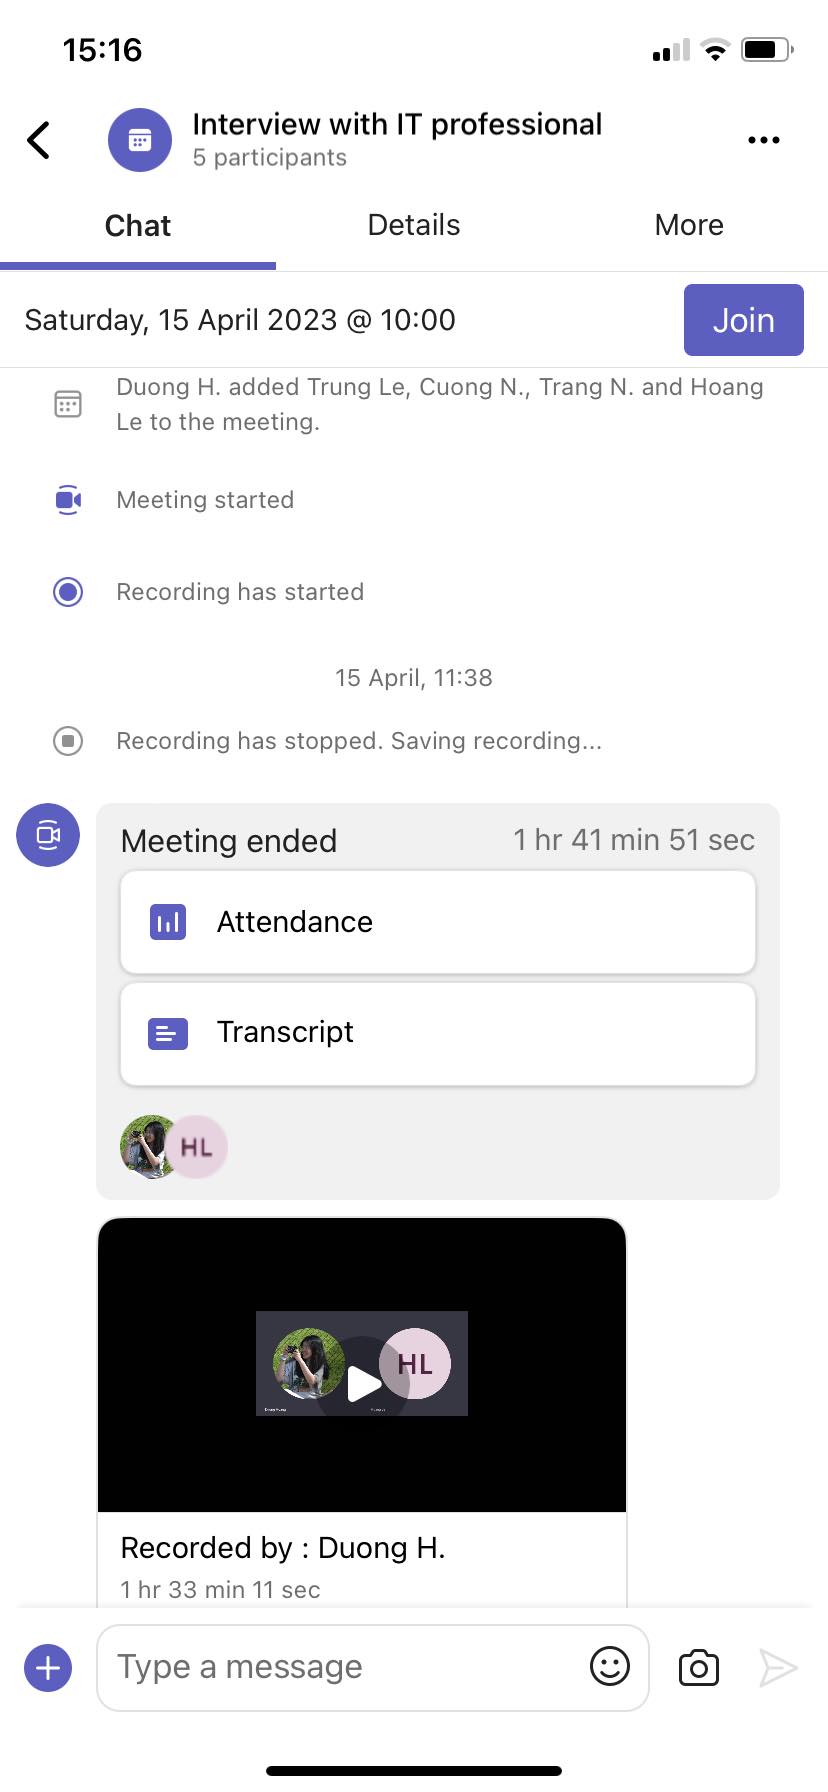 15:16
Interview with IT professional
5 participants
Chat Details More
Saturday, 15 April 2023 @ 10:00 Join
Duong H. added Trung Le, Cuong N., Trang N. and Hoang
Le to the meeting.
Meeting started
Recording has started
15 April, 11:38
Recording has stopped. Saving recording...
Meeting ended 1 hr 41 min 51 sec
Attendance
Transcript
HL
HL
Recorded by : Duong H.
1 hr 33 min 11 sec
Type a message